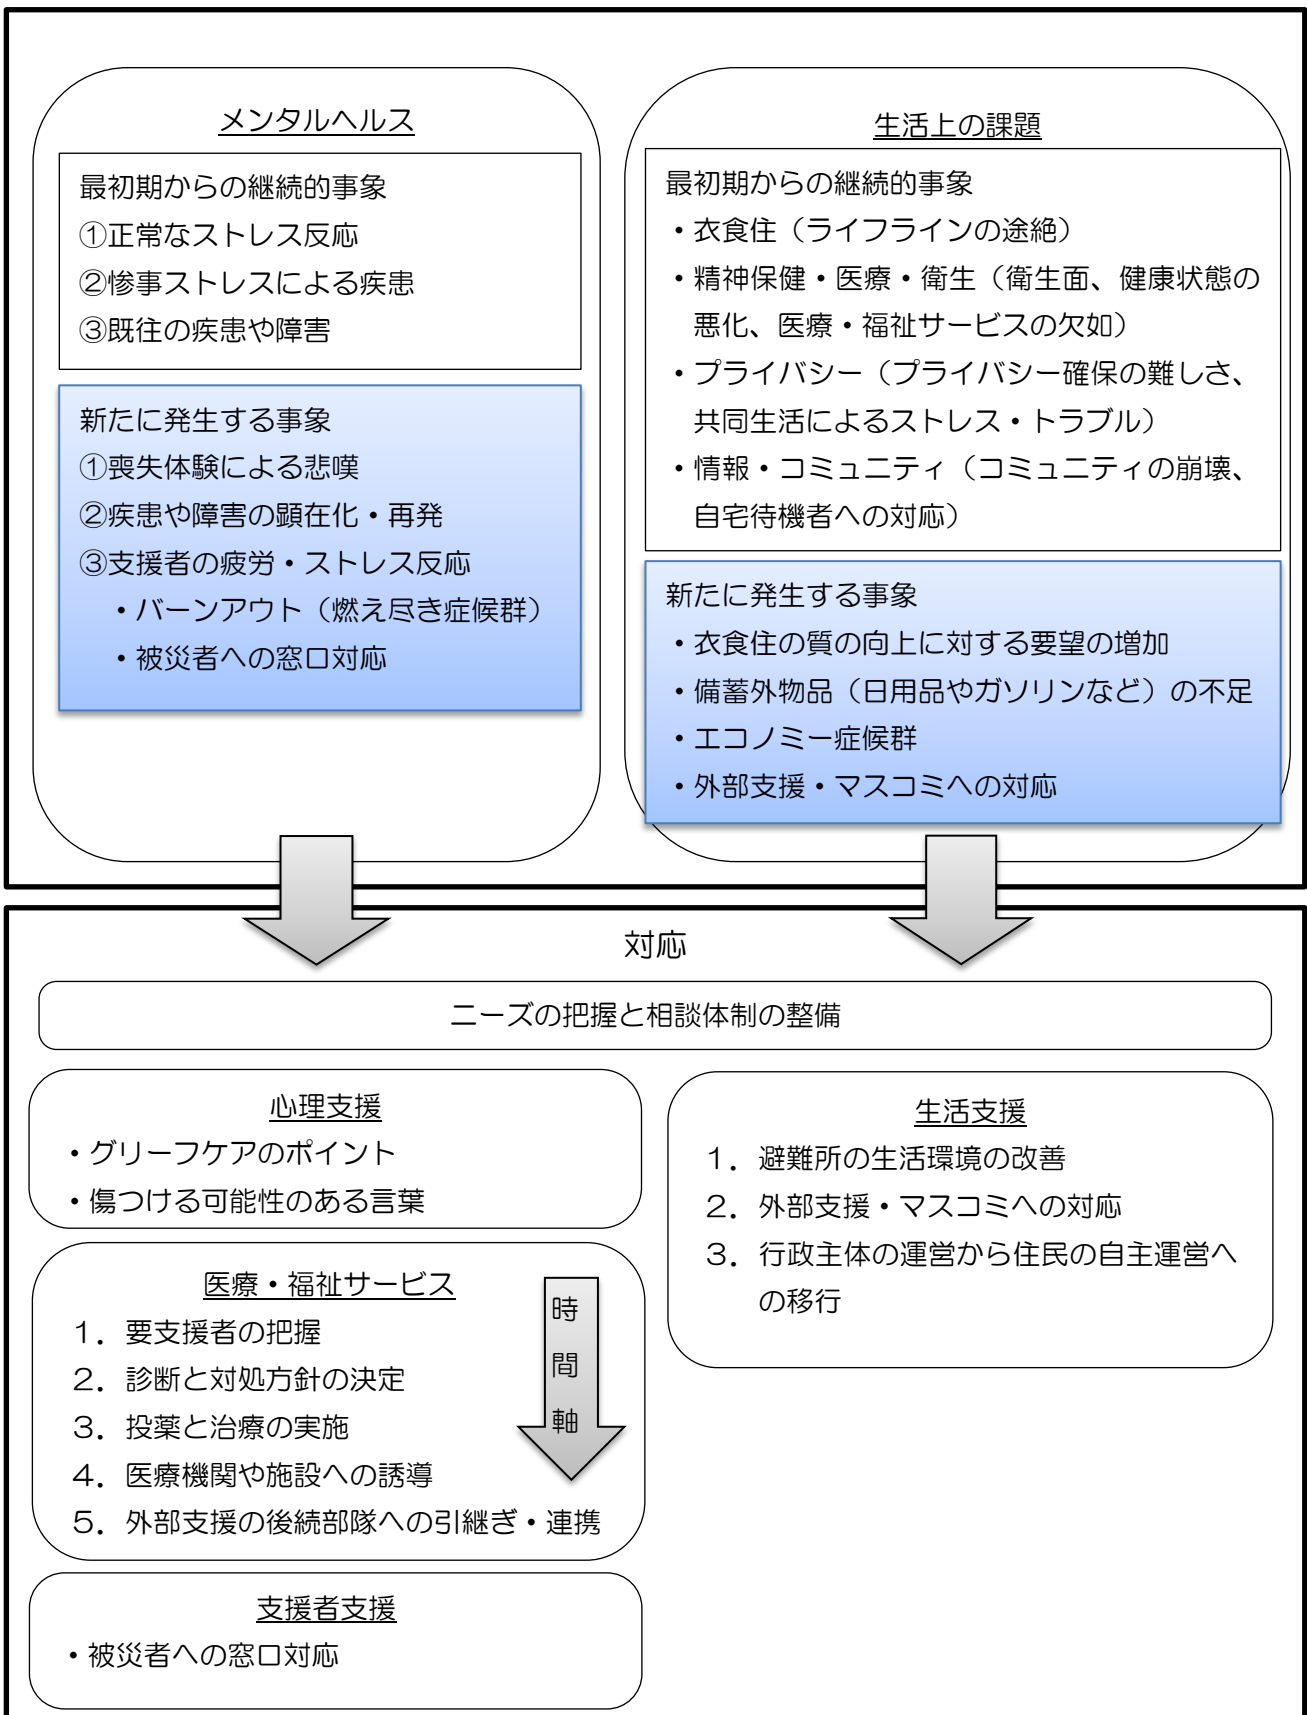 メンタルヘルス
最初期からの継続的事象
①正常なストレス反応
②惨事ストレスによる疾患
③既往の疾患や障害
新たに発生する事象
①喪失体験による悲嘆
②疾患や障害の顕在化・再発
③支援者の疲労・ストレス反応
・バーンアウト（燃え尽き症候群）
・被災者への窓口対応
生活上の課題
最初期からの継続的事象
・衣食住（ライフラインの途絶）
・精神保健・医療・衛生（衛生面、健康状態の
悪化、医療・福祉サービスの欠如）
・プライバシー（プライバシー確保の難しさ、
共同生活によるストレス・トラブル）
・情報・コミュニティ（コミュニティの崩壊、
自宅待機者への対応）
新たに発生する事象
・衣食住の質の向上に対する要望の増加
・備蓄外物品（日用品やガソリンなど）の不足
・エコノミー症候群
・外部支援・マスコミへの対応
対応
ニーズの把握と相談体制の整備
心理支援
・グリーフケアのポイント
・傷つける可能性のある言葉
医療・福祉サービス
１．要支援者の把握
２．診断と対処方針の決定
３．投薬と治療の実施
４．医療機関や施設への誘導
５．外部支援の後続部隊への引継ぎ・連携
時
間
軸
支援者支援
・被災者への窓口対応
生活支援
１．避難所の生活環境の改善
２．外部支援・マスコミへの対応
３．行政主体の運営から住民の自主運営へ
の移行